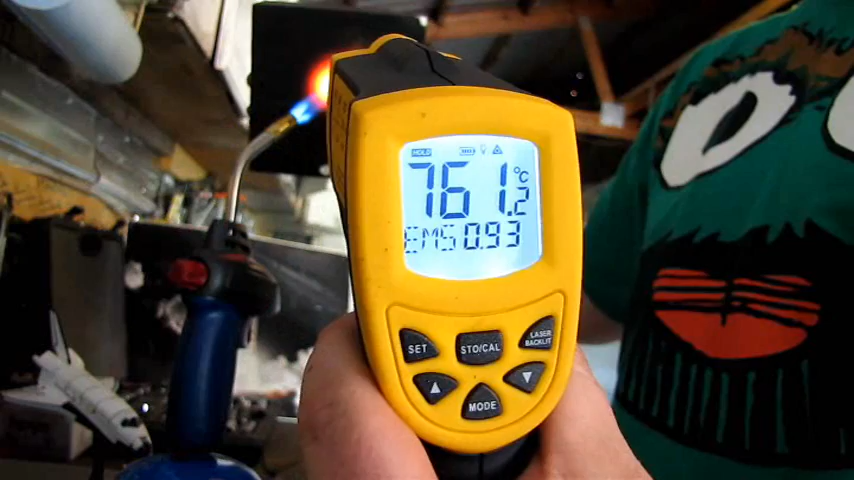 HOLD
761.2 °C
EMS 0.93
SET
STO/CAL
LASER
BACKLIT
▲
MODE
▼